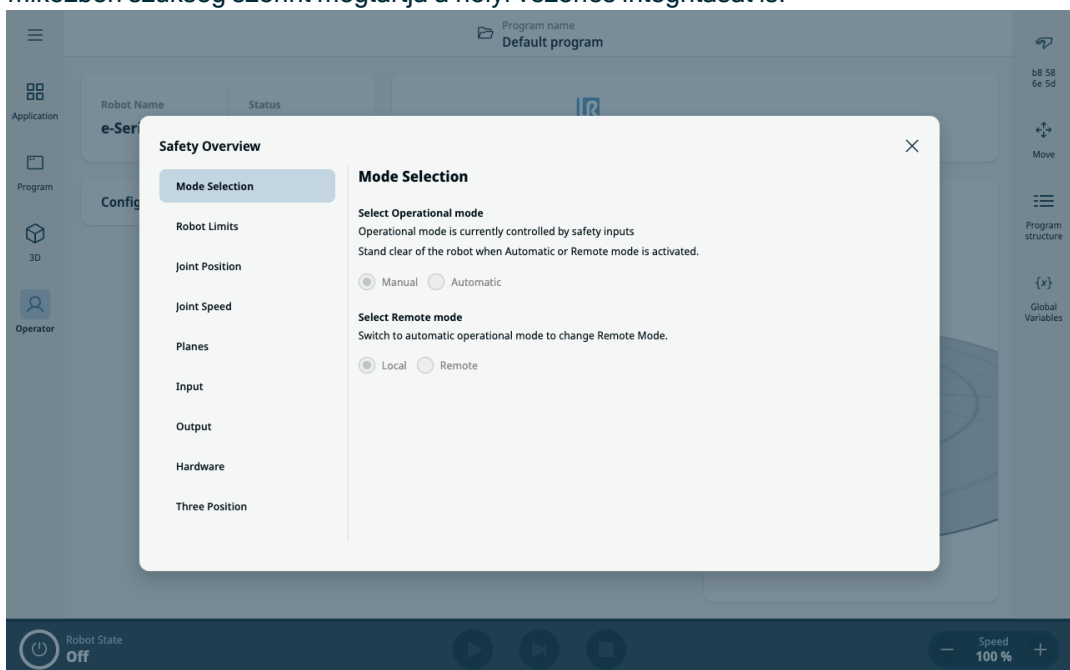 Program name
Default program
b8 58
6e 5d
Application
Robot Name
Status
e-Seri
Move
Program
Config
Program
structure
3D
{x}
Global
Variables
Operator
Safety Overview
Mode Selection
Robot Limits
Joint Position
Joint Speed
Planes
Input
Output
Hardware
Three Position
Mode Selection
Select Operational mode
Operational mode is currently controlled by safety inputs
Stand clear of the robot when Automatic or Remote mode is activated.
Manual
Automatic
Select Remote mode
Switch to automatic operational mode to change Remote Mode.
Local
Remote
Robot State
Off
Speed
100 %